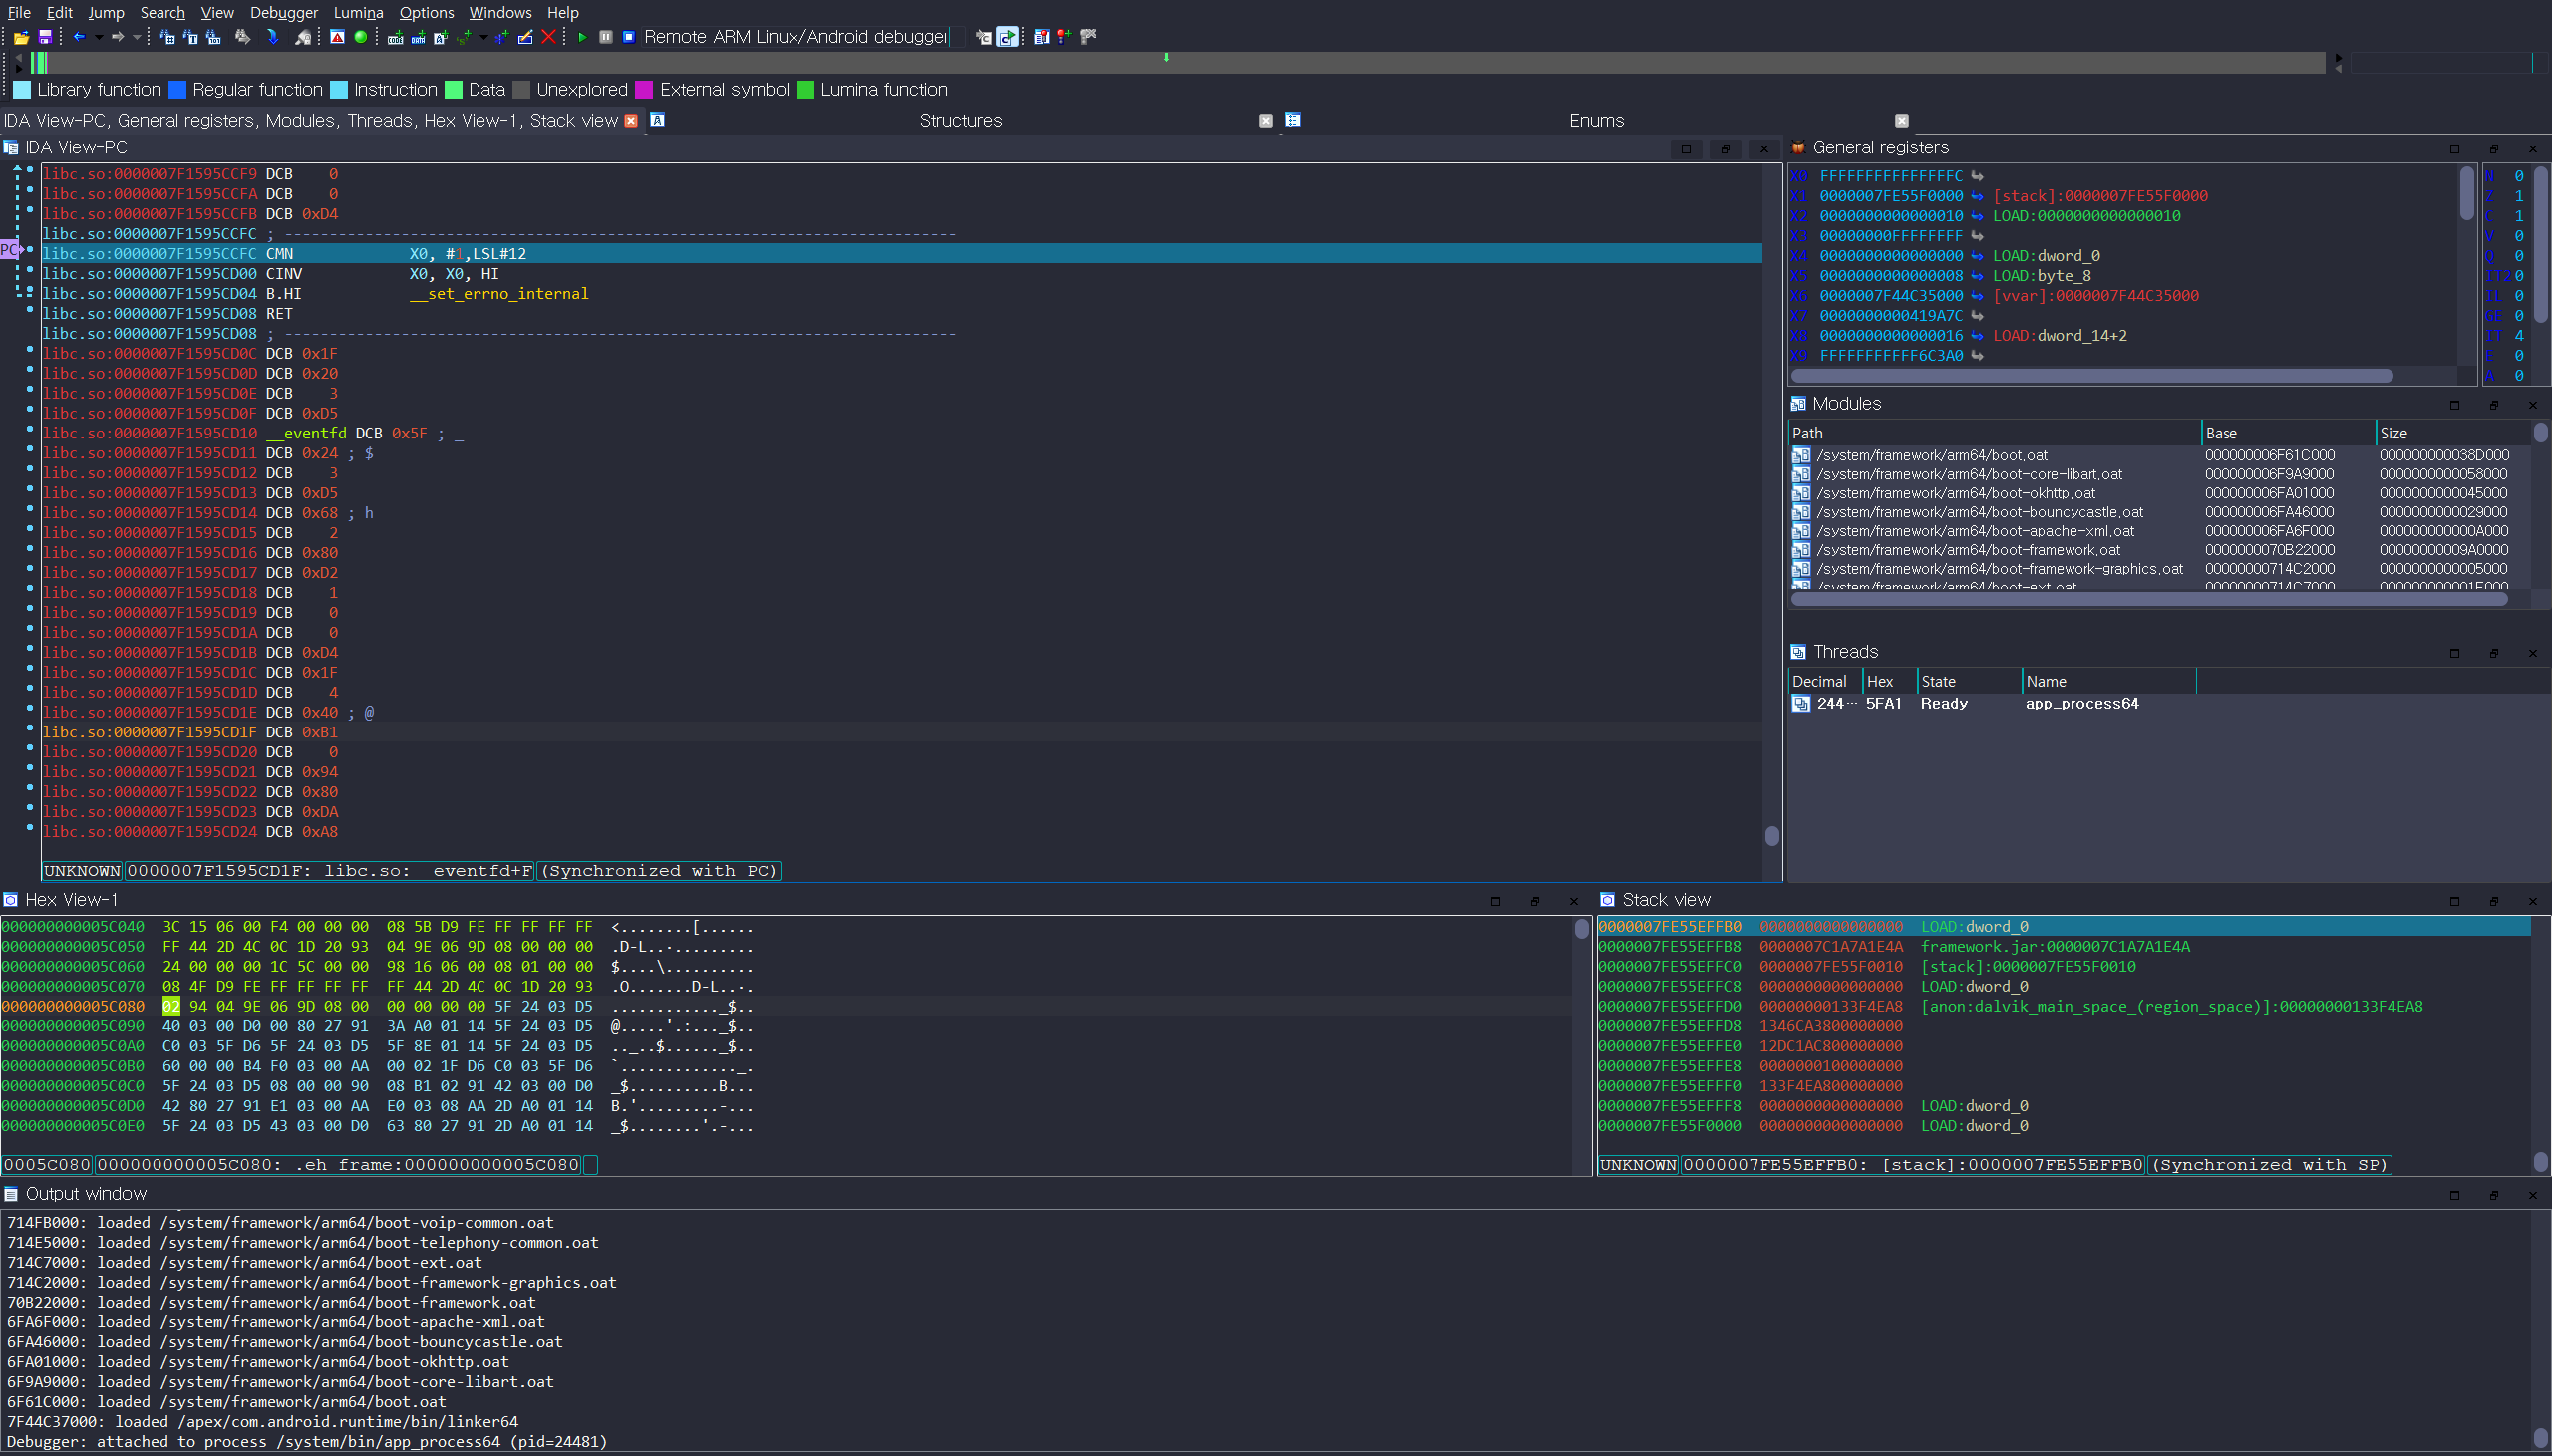 File Edit Jump Search View Debugger Lumina Options Windows Help
Remote ARM Linux/Android debugger
Library function Regular function Instruction Data Unexplored External symbol Lumina function
IDA View-PC, General registers, Modules, Threads, Hex View-1, Stack view
Structures
Enums
IDA View-PC
PC
libc.so:0000007F1595CCF9 DCB 0
libc.so:0000007F1595CCFA DCB 0
libc.so:0000007F1595CCFB DCB 0xD4
libc.so:0000007F1595CCFC ; ---------------------------------------------------------------------------
libc.so:0000007F1595CCFC CMN X0, #1,LSL#12
libc.so:0000007F1595CD00 CINV X0, X0, HI
libc.so:0000007F1595CD04 B.HI __set_errno_internal
libc.so:0000007F1595CD08 RET
libc.so:0000007F1595CD08 ; ---------------------------------------------------------------------------
libc.so:0000007F1595CD0C DCB 0x1F
libc.so:0000007F1595CD0D DCB 0x20
libc.so:0000007F1595CD0E DCB 3
libc.so:0000007F1595CD0F DCB 0xD5
libc.so:0000007F1595CD10 __eventfd DCB 0x5F ; _
libc.so:0000007F1595CD11 DCB 0x24 ; $
libc.so:0000007F1595CD12 DCB 3
libc.so:0000007F1595CD13 DCB 0xD5
libc.so:0000007F1595CD14 DCB 0x68 ; h
libc.so:0000007F1595CD15 DCB 2
libc.so:0000007F1595CD16 DCB 0x80
libc.so:0000007F1595CD17 DCB 0xD2
libc.so:0000007F1595CD18 DCB 1
libc.so:0000007F1595CD19 DCB 0
libc.so:0000007F1595CD1A DCB 0
libc.so:0000007F1595CD1B DCB 0xD4
libc.so:0000007F1595CD1C DCB 0x1F
libc.so:0000007F1595CD1D DCB 4
libc.so:0000007F1595CD1E DCB 0x40 ; @
libc.so:0000007F1595CD1F DCB 0xB1
libc.so:0000007F1595CD20 DCB 0
libc.so:0000007F1595CD21 DCB 0x94
libc.so:0000007F1595CD22 DCB 0x80
libc.so:0000007F1595CD23 DCB 0xDA
libc.so:0000007F1595CD24 DCB 0xA8
UNKNOWN 0000007F1595CD1F: libc.so: eventfd+F (Synchronized with PC)
General registers
X0 FFFFFFFFFFFFFFFC
X1 0000007FE55F0000 [stack]:0000007FE55F0000
X2 0000000000000010 LOAD:0000000000000010
X3 00000000FFFFFFFF
X4 0000000000000000 LOAD:dword_0
X5 0000000000000008 LOAD:byte_8
X6 0000007F44C35000 [vvar]:0000007F44C35000
X7 0000000000419A7C
X8 0000000000000016 LOAD:dword_14+2
X9 FFFFFFFFFFF6C3A0
N 0
Z 1
C 1
V 0
Q 0
IT2 0
IL 0
GE 0
IT 4
E 0
A 0
Modules
Path Base Size
/system/framework/arm64/boot.oat 000000006F61C000 000000000038D000
/system/framework/arm64/boot-core-libart.oat 000000006F9A9000 0000000000058000
/system/framework/arm64/boot-okhttp.oat 000000006FA01000 0000000000045000
/system/framework/arm64/boot-bouncycastle.oat 000000006FA46000 0000000000029000
/system/framework/arm64/boot-apache-xml.oat 000000006FA6F000 000000000000A000
/system/framework/arm64/boot-framework.oat 0000000070B22000 00000000009A0000
/system/framework/arm64/boot-framework-graphics.oat 00000000714C2000 0000000000005000
/system/framework/arm64/boot-ext.oat 00000000714C7000 000000000001E000
Threads
Decimal Hex State Name
244··· 5FA1 Ready app_process64
Hex View-1
000000000005C040 3C 15 06 00 F4 00 00 00 08 5B D9 FE FF FF FF FF <........[......
000000000005C050 FF 44 2D 4C 0C 1D 20 93 04 9E 06 9D 08 00 00 00 .D-L..·.........
000000000005C060 24 00 00 00 1C 5C 00 00 98 16 06 00 08 01 00 00 $....\..........
000000000005C070 08 4F D9 FE FF FF FF FF FF 44 2D 4C 0C 1D 20 93 .O.......D-L..·.
000000000005C080 02 94 04 9E 06 9D 08 00 00 00 00 00 5F 24 03 D5 ............_$..
000000000005C090 40 03 00 D0 00 80 27 91 3A A0 01 14 5F 24 03 D5 @.....'.:..._$..
000000000005C0A0 C0 03 5F D6 5F 24 03 D5 5F 8E 01 14 5F 24 03 D5 .._._$.._..._$..
000000000005C0B0 60 00 00 B4 F0 03 00 AA 00 02 1F D6 C0 03 5F D6 `............._.
000000000005C0C0 5F 24 03 D5 08 00 00 90 08 B1 02 91 42 03 00 D0 _$..........B...
000000000005C0D0 42 80 27 91 E1 03 00 AA E0 03 08 AA 2D A0 01 14 B.'.........-...
000000000005C0E0 5F 24 03 D5 43 03 00 D0 63 80 27 91 2D A0 01 14 _$..C...c.'.-...
0005C080 000000000005C080: .eh frame:000000000005C080
Stack view
0000007FE55EFFB0 0000000000000000 LOAD:dword_0
0000007FE55EFFB8 0000007C1A7A1E4A framework.jar:0000007C1A7A1E4A
0000007FE55EFFC0 0000007FE55F0010 [stack]:0000007FE55F0010
0000007FE55EFFC8 0000000000000000 LOAD:dword_0
0000007FE55EFFD0 00000000133F4EA8 [anon:dalvik_main_space_(region_space)]:00000000133F4EA8
0000007FE55EFFD8 1346CA3800000000
0000007FE55EFFE0 12DC1AC800000000
0000007FE55EFFE8 0000000100000000
0000007FE55EFFF0 133F4EA800000000
0000007FE55EFFF8 0000000000000000 LOAD:dword_0
0000007FE55F0000 0000000000000000 LOAD:dword_0
UNKNOWN 0000007FE55EFFB0: [stack]:0000007FE55EFFB0 (Synchronized with SP)
Output window
714FB000: loaded /system/framework/arm64/boot-voip-common.oat
714E5000: loaded /system/framework/arm64/boot-telephony-common.oat
714C7000: loaded /system/framework/arm64/boot-ext.oat
714C2000: loaded /system/framework/arm64/boot-framework-graphics.oat
70B22000: loaded /system/framework/arm64/boot-framework.oat
6FA6F000: loaded /system/framework/arm64/boot-apache-xml.oat
6FA46000: loaded /system/framework/arm64/boot-bouncycastle.oat
6FA01000: loaded /system/framework/arm64/boot-okhttp.oat
6F9A9000: loaded /system/framework/arm64/boot-core-libart.oat
6F61C000: loaded /system/framework/arm64/boot.oat
7F44C37000: loaded /apex/com.android.runtime/bin/linker64
Debugger: attached to process /system/bin/app_process64 (pid=24481)